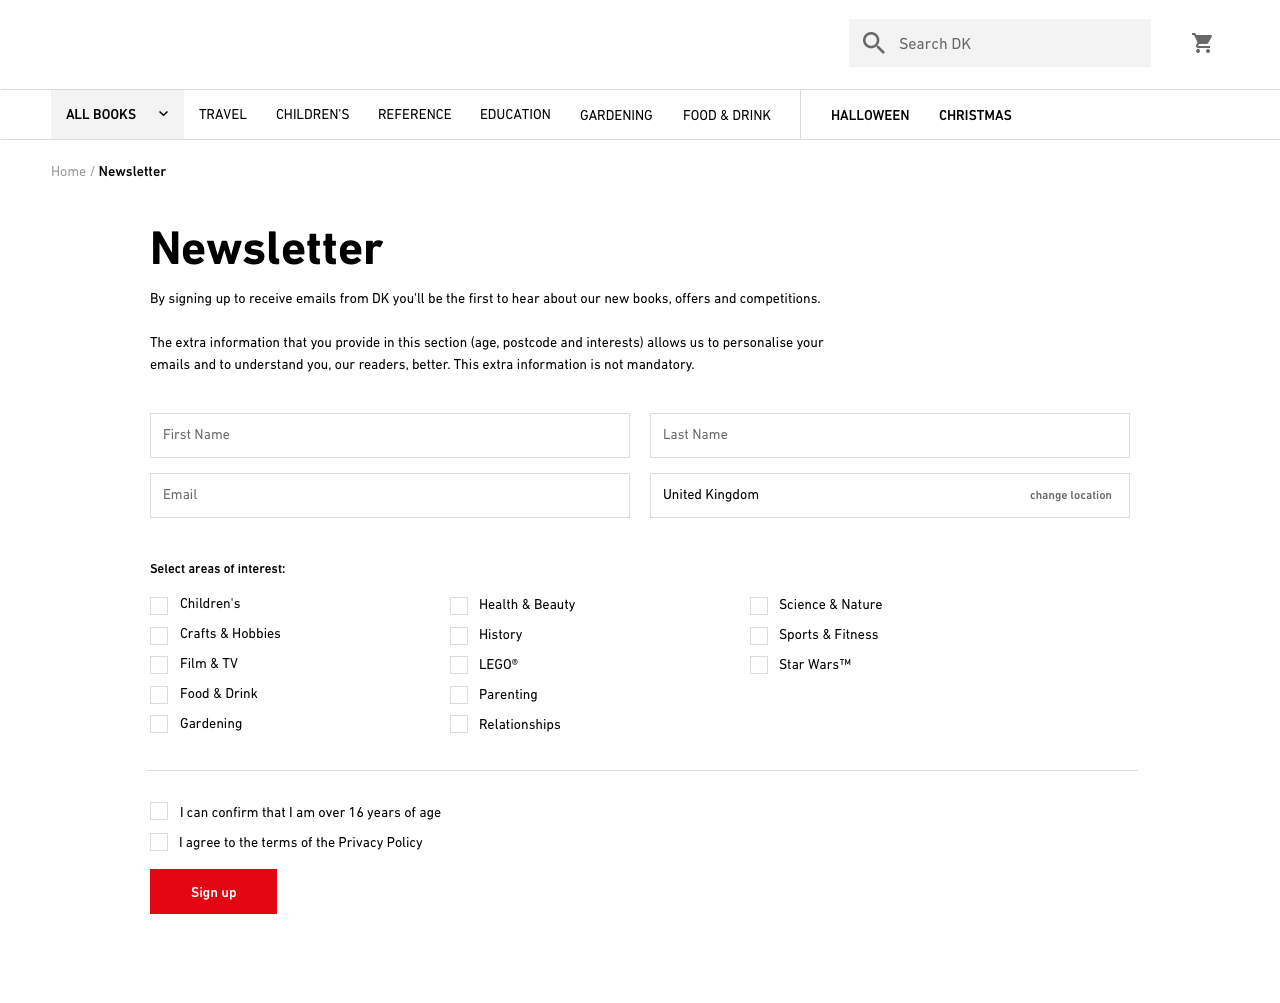 Search DK
ALL BOOKS TRAVEL CHILDREN'S REFERENCE EDUCATION GARDENING FOOD & DRINK HALLOWEEN CHRISTMAS
Home / Newsletter
Newsletter
By signing up to receive emails from DK you'll be the first to hear about our new books, offers and competitions.
The extra information that you provide in this section (age, postcode and interests) allows us to personalise your
emails and to understand you, our readers, better. This extra information is not mandatory.
First Name Last Name
Email United Kingdom change location
Select areas of interest:
Children's Health & Beauty Science & Nature
Crafts & Hobbies History Sports & Fitness
Film & TV LEGO® Star Wars™
Food & Drink Parenting
Gardening Relationships
I can confirm that I am over 16 years of age
I agree to the terms of the Privacy Policy
Sign up